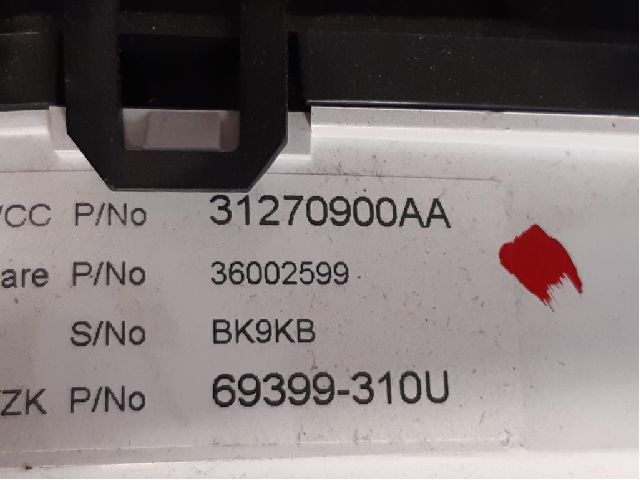 /CC P/No 31270900AA
are P/No 36002599
S/No BK9KB
ZK P/No 69399-310U